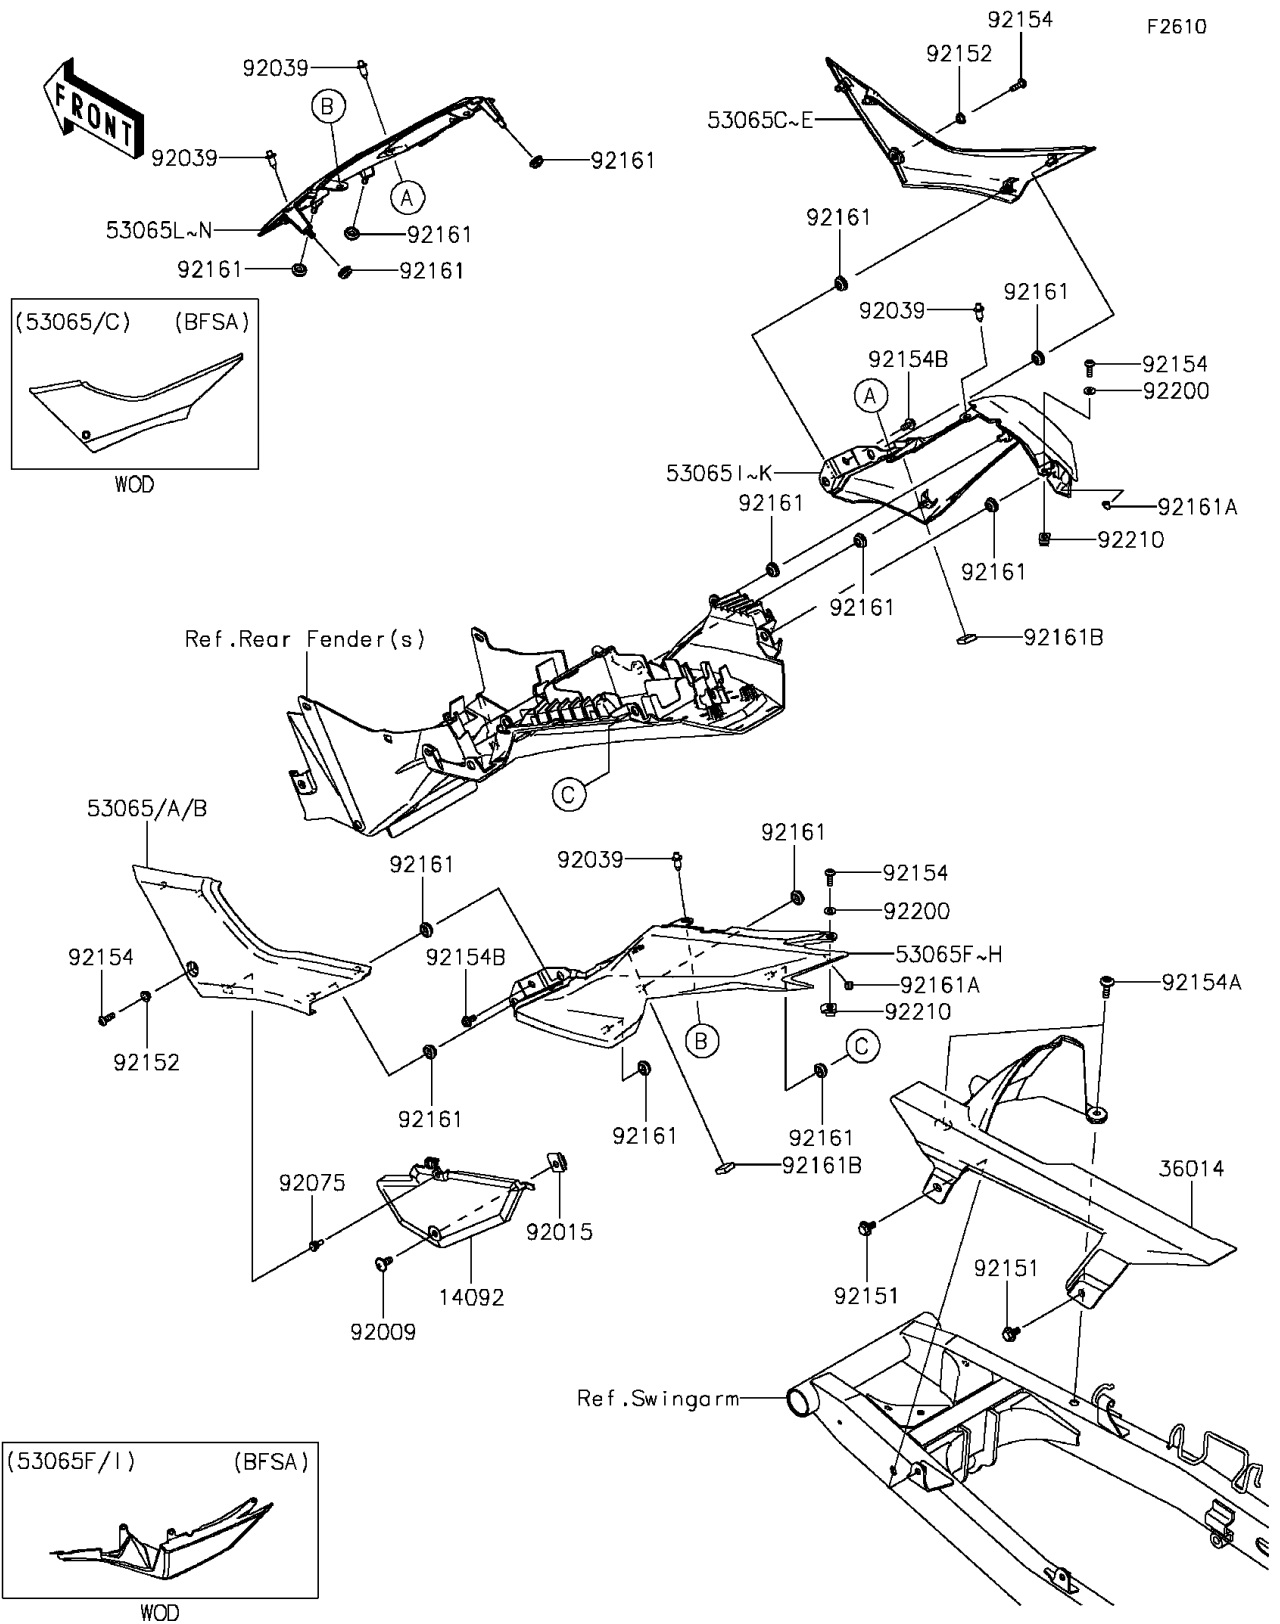 92154
F2610
92039
92152
FRONT
B
53065C~E
92039
92161
A
92161
53065L~N
92161
92161
92161
92161
(53065/C) (BFSA)
92039
92154B
92154
A
92200
WOD
53065I~K
92161
92161A
92210
92161
92161
92161B
Ref.Rear Fender(s)
C
53065/A/B
92161
92039
92161
92154
92200
92154
92154B
53065F~H
92161A
92154A
92210
92152
B
C
92161
92161
92161
92161B
36014
92075
92015
92151
14092
92151
92009
Ref.Swingarm
(53065F/I) (BFSA)
WOD